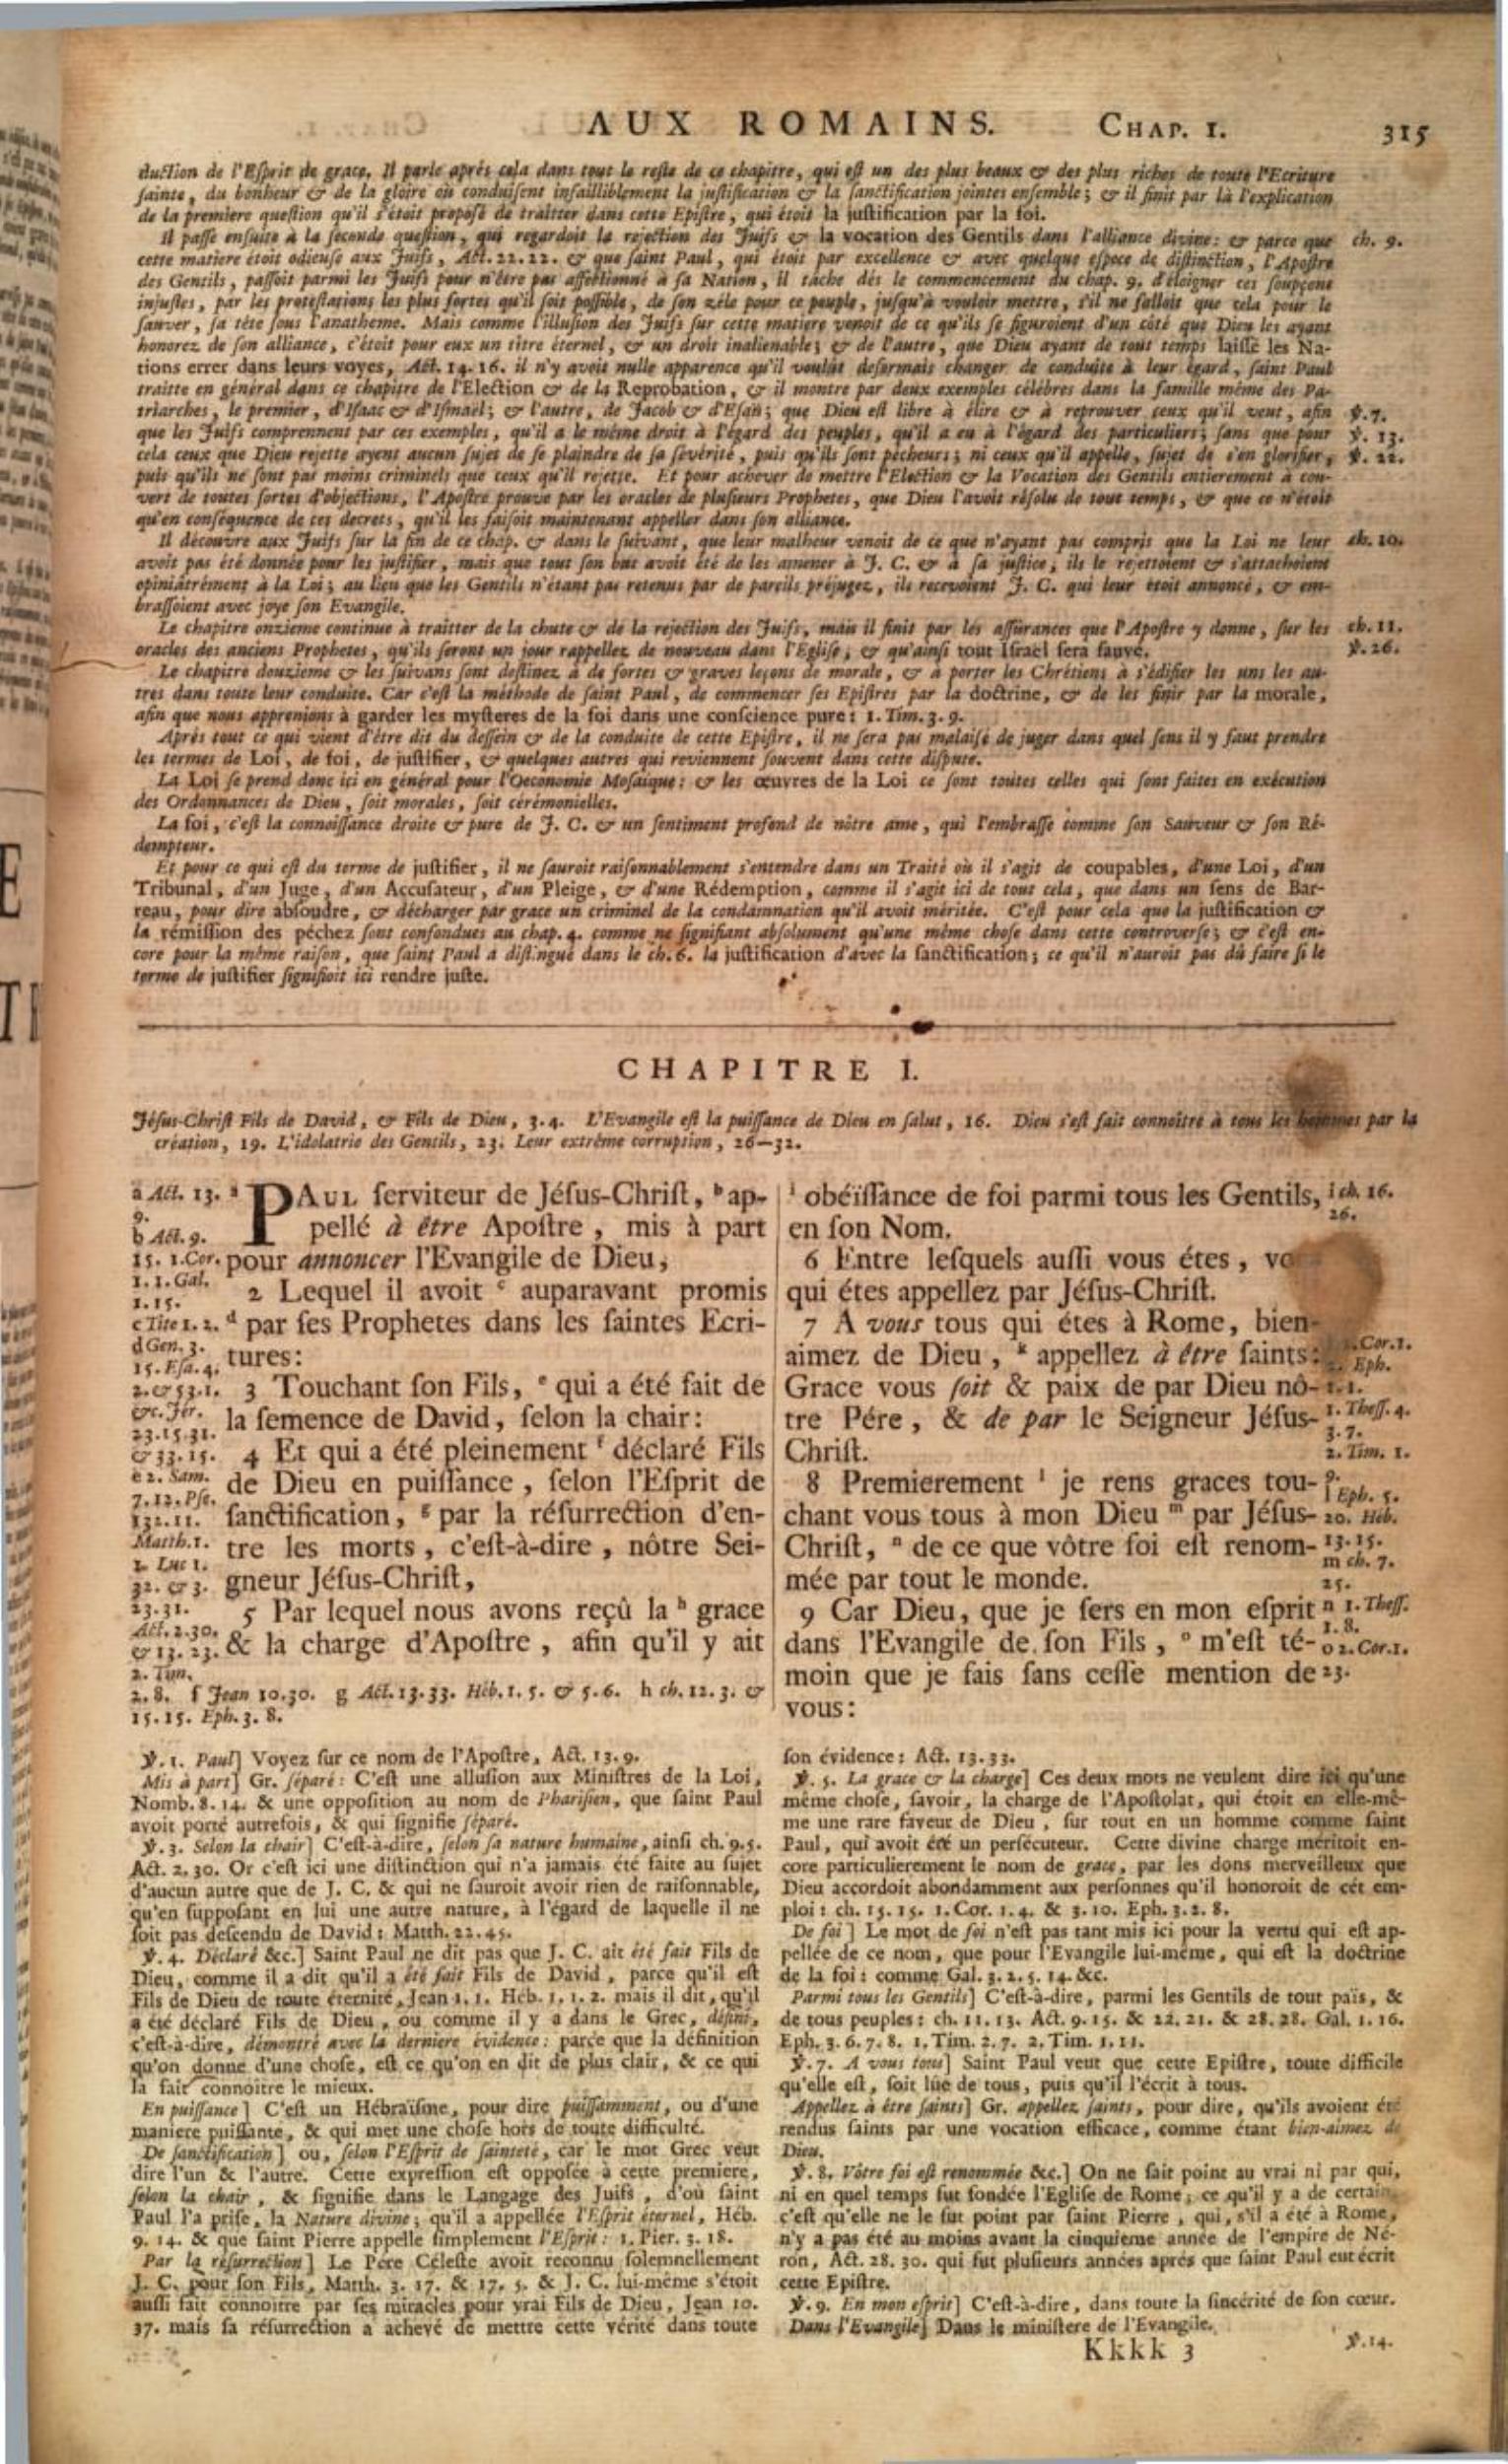 AUX ROMAINS. CHAP. I. 315
duction de l'Esprit de grace. Il parle aprés cela dans tout le reste de ce chapitre, qui est un des plus beaux & des plus riches de toute l'Ecriture
sainte, du bonheur & de la gloire où conduisent infailliblement la justification & la sanctification jointes ensemble; & il finit par là l'explication
de la premiere question qu'il s'étoit proposé de traitter dans cette Epistre, qui étoit la justification par la foi.
Il passe ensuite à la seconde question, qui regardoit la rejection des Juifs & la vocation des Gentils dans l'alliance divine: & parce que ch. 9.
cette matiere étoit odieuse aux Juifs, Act. 22. 22. & que saint Paul, qui étoit par excellence & avec quelque espece de distinction, l'Apostre
des Gentils, passoit parmi les Juifs pour n'être pas affectionné à sa Nation, il tâche dés le commencement du chap. 9. d'éloigner ces soupçons
injustes, par les protestations les plus fortes qu'il soit possible, de son zéle pour ce peuple, jusqu'à vouloir mettre, s'il ne falloit que cela pour le
sauver, sa tête sous l'anatheme. Mais comme l'illusion des Juifs sur cette matiere venoit de ce qu'ils se figuroient d'un côté que Dieu les ayant
honorez de son alliance, c'étoit pour eux un titre éternel, & un droit inalienable; & de l'autre, que Dieu ayant de tout temps laissé les Na-
tions errer dans leurs voyes, Act. 14. 16. il n'y avoit nulle apparence qu'il voulût desormais changer de conduite à leur égard, saint Paul
traitte en général dans ce chapitre de l'Election & de la Reprobation, & il montre par deux exemples célébres dans la famille même des Pa-
triarches, le premier, d'Isaac & d'Ismaël; & l'autre, de Jacob & d'Esaü; que Dieu est libre à élire & à reprouver ceux qu'il veut, afin ℣. 7.
que les Juifs comprennent par ces exemples, qu'il a le même droit à l'égard des peuples, qu'il a eu à l'égard des particuliers; sans que pour ℣. 13.
cela ceux que Dieu rejette ayent aucun sujet de se plaindre de sa sévérité, puis qu'ils sont pécheurs; ni ceux qu'il appelle, sujet de s'en glorifier, ℣. 22.
puis qu'ils ne sont pas moins criminels que ceux qu'il rejette. Et pour achever de mettre l'Election & la Vocation des Gentils entierement à cou-
vert de toutes sortes d'objections, l'Apostre prouve par les oracles de plusieurs Prophetes, que Dieu l'avoit résolu de tout temps, & que ce n'étoit
qu'en conséquence de ces decrets, qu'il les faisoit maintenant appeller dans son alliance.
Il découvre aux Juifs sur la fin de ce chap. & dans le suivant, que leur malheur venoit de ce que n'ayant pas compris que la Loi ne leur ch. 10.
avoit pas été donnée pour les justifier, mais que tout son but avoit été de les amener à J. C. & à sa justice, ils le rejettoient & s'attachoient
opiniâtrément à la Loi; au lieu que les Gentils n'étant pas retenus par de pareils préjugez, ils recevoient J. C. qui leur étoit annoncé, & em-
brassoient avec joye son Evangile.
Le chapitre onzieme continue à traitter de la chute & de la rejection des Juifs, mais il finit par les assurances que l'Apostre y donne, sur les ch. 11.
oracles des anciens Prophetes, qu'ils seront un jour rappellez de nouveau dans l'Eglise, & qu'ainsi tout Israël sera sauvé. ℣. 26.
Le chapitre douzieme & les suivans sont destinez à de fortes & graves leçons de morale, & à porter les Chrétiens à s'édifier les uns les au-
tres dans toute leur conduite. Car c'est la méthode de saint Paul, de commencer ses Epistres par la doctrine, & de les finir par la morale,
afin que nous apprenions à garder les mysteres de la foi dans une conscience pure: 1. Tim. 3. 9.
Aprés tout ce qui vient d'être dit du dessein & de la conduite de cette Epistre, il ne sera pas malaisé de juger dans quel sens il y faut prendre
les termes de Loi, de foi, de justifier, & quelques autres qui reviennent souvent dans cette dispute.
La Loi se prend donc ici en général pour l'Oeconomie Mosaïque: & les œuvres de la Loi ce sont toutes celles qui sont faites en exécution
des Ordonnances de Dieu, soit morales, soit cérémonielles.
La foi, c'est la connoissance droite & pure de J. C. & un sentiment profond de nôtre ame, qui l'embrasse comme son Sauveur & son Ré-
dempteur.
Et pour ce qui est du terme de justifier, il ne sauroit raisonnablement s'entendre dans un Traité où il s'agit de coupables, d'une Loi, d'un
Tribunal, d'un Juge, d'un Accusateur, d'un Pleige, & d'une Rédemption, comme il s'agit ici de tout cela, que dans un sens de Bar-
reau, pour dire absoudre, & décharger par grace un criminel de la condamnation qu'il avoit méritée. C'est pour cela que la justification &
la rémission des péchez sont confondues au chap. 4. comme ne signifiant absolument qu'une même chose dans cette controverse; & c'est en-
core pour la même raison, que saint Paul a distingué dans le ch. 6. la justification d'avec la sanctification; ce qu'il n'auroit pas dû faire si le
terme de justifier signifioit ici rendre juste.
CHAPITRE I.
Jésus-Christ Fils de David, & Fils de Dieu, 3. 4. L'Evangile est la puissance de Dieu en salut, 16. Dieu s'est fait connoître à tous les hommes par la
création, 19. L'idolatrie des Gentils, 23. Leur extrême corruption, 26—32.
a PAUL serviteur de Jésus-Christ, b ap-
pellé à être Apostre, mis à part
pour annoncer l'Evangile de Dieu,
2 Lequel il avoit c auparavant promis
d par ses Prophetes dans les saintes Ecri-
tures:
3 Touchant son Fils, e qui a été fait de
la semence de David, selon la chair:
4 Et qui a été pleinement f déclaré Fils
de Dieu en puissance, selon l'Esprit de
sanctification, g par la résurrection d'en-
tre les morts, c'est-à-dire, nôtre Sei-
gneur Jésus-Christ,
5 Par lequel nous avons reçû la h grace
& la charge d'Apostre, afin qu'il y ait
a Act. 13.
9.
b Act. 9.
15. 1. Cor.
1. 1. Gal.
1. 15.
c Tite 1. 2.
d Gen. 3.
15. Esa. 4.
2. & 53. 1.
&c. Jér.
23. 15. 31.
& 33. 15.
e 2. Sam.
7. 12. Pse.
132. 11.
Matth. 1.
1. Luc 1.
32. & 3.
23. 31.
Act. 2. 30.
& 13. 23.
2. Tim.
2. 8. f Jean 10. 30. g Act. 13. 33. Héb. 1. 5. & 5. 6. h ch. 12. 3. &
15. 15. Eph. 3. 8.
i obéïssance de foi parmi tous les Gentils,
en son Nom.
6 Entre lesquels aussi vous étes,
qui étes appellez par Jésus-Christ.
7 A vous tous qui étes à Rome, bien-
aimez de Dieu, k appellez à être saints:
Grace vous soit & paix de par Dieu nô-
tre Pére, & de par le Seigneur Jésus-
Christ.
8 Premierement l je rens graces tou-
chant vous tous à mon Dieu m par Jésus-
Christ, n de ce que vôtre foi est renom-
mée par tout le monde.
9 Car Dieu, que je sers en mon esprit
dans l'Evangile de son Fils, o m'est té-
moin que je fais sans cesse mention de
vous:
i ch. 16.
26.
Cor. 1.
Eph.
1. 1.
1. Thess. 4.
3. 7.
2. Tim. 1.
9.
l Eph. 5.
20. Héb.
13. 15.
m ch. 7.
25.
n 1. Thess.
1. 8.
o 2. Cor. 1.
23.
℣. 1. Paul] Voyez sur ce nom de l'Apostre, Act. 13. 9.
Mis à part] Gr. séparé: C'est une allusion aux Ministres de la Loi,
Nomb. 8. 14. & une opposition au nom de Pharisien, que saint Paul
avoit porté autrefois, & qui signifie séparé.
℣. 3. Selon la chair] C'est-à-dire, selon sa nature humaine, ainsi ch. 9. 5.
Act. 2. 30. Or c'est ici une distinction qui n'a jamais été faite au sujet
d'aucun autre que de J. C. & qui ne sauroit avoir rien de raisonnable,
qu'en supposant en lui une autre nature, à l'égard de laquelle il ne
soit pas descendu de David: Matth. 22. 45.
℣. 4. Déclaré &c.] Saint Paul ne dit pas que J. C. ait été fait Fils de
Dieu, comme il a dit qu'il a été fait Fils de David, parce qu'il est
Fils de Dieu de toute éternité, Jean 1. 1. Héb. 1. 1. 2. mais il dit, qu'il
a été déclaré Fils de Dieu, ou comme il y a dans le Grec, défini,
c'est-à-dire, démontré avec la derniere évidence: parce que la définition
qu'on donne d'une chose, est ce qu'on en dit de plus clair, & ce qui
la fait connoître le mieux.
En puissance] C'est un Hébraïsme, pour dire puissamment, ou d'une
maniere puissante, & qui met une chose hors de toute difficulté.
De sanctification] ou, selon l'Esprit de sainteté, car le mot Grec veut
dire l'un & l'autre. Cette expression est opposée à cette premiere,
selon la chair, & signifie dans le Langage des Juifs, d'où saint
Paul l'a prise, la Nature divine; qu'il a appellée l'Esprit éternel, Héb.
9. 14. & que saint Pierre appelle simplement l'Esprit: 1. Pier. 3. 18.
Par la résurrection] Le Pére Céleste avoit reconnu solemnellement
J. C. pour son Fils, Matth. 3. 17. & 17. 5. & J. C. lui-même s'étoit
aussi fait connoître par ses miracles pour vrai Fils de Dieu, Jean 10.
37. mais sa résurrection a achevé de mettre cette vérité dans toute
son évidence: Act. 13. 33.
℣. 5. La grace & la charge] Ces deux mots ne veulent dire ici qu'une
même chose, savoir, la charge de l'Apostolat, qui étoit en elle-mê-
me une rare faveur de Dieu, sur tout en un homme comme saint
Paul, qui avoit été un persécuteur. Cette divine charge méritoit en-
core particulierement le nom de grace, par les dons merveilleux que
Dieu accordoit abondamment aux personnes qu'il honoroit de cét em-
ploi: ch. 15. 15. 1. Cor. 1. 4. & 3. 10. Eph. 3. 2. 8.
De foi] Le mot de foi n'est pas tant mis ici pour la vertu qui est ap-
pellée de ce nom, que pour l'Evangile lui-même, qui est la doctrine
de la foi: comme Gal. 3. 2. 5. 14. &c.
Parmi tous les Gentils] C'est-à-dire, parmi les Gentils de tout païs, &
de tous peuples: ch. 11. 13. Act. 9. 15. & 22. 21. & 28. 28. Gal. 1. 16.
Eph. 3. 6. 7. 8. 1. Tim. 2. 7. 2. Tim. 1. 11.
℣. 7. A vous tous] Saint Paul veut que cette Epistre, toute difficile
qu'elle est, soit lûe de tous, puis qu'il l'écrit à tous.
Appellez à être saints] Gr. appellez saints, pour dire, qu'ils avoient été
rendus saints par une vocation efficace, comme étant bien-aimez de
Dieu.
℣. 8. Vôtre foi est renommée &c.] On ne sait point au vrai ni par qui,
ni en quel temps fut fondée l'Eglise de Rome; ce qu'il y a de certain,
c'est qu'elle ne le fut point par saint Pierre, qui, s'il a été à Rome,
n'y a pas été au moins avant la cinquieme année de l'empire de Né-
ron, Act. 28. 30. qui fut plusieurs années aprés que saint Paul eut écrit
cette Epistre.
℣. 9. En mon esprit] C'est-à-dire, dans toute la sincérité de son cœur.
Dans l'Evangile] Dans le ministere de l'Evangile.
Kkkk 3 ℣. 14.